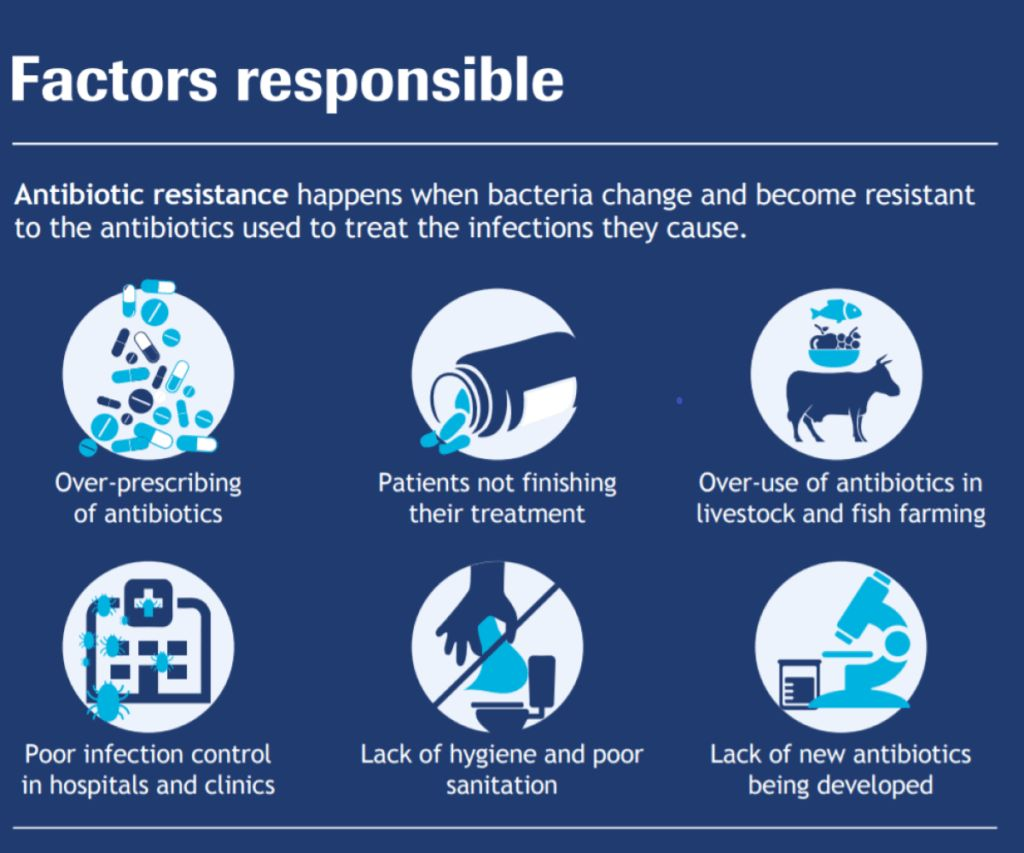 Factors responsible
Antibiotic resistance happens when bacteria change and become resistant
to the antibiotics used to treat the infections they cause.
Over-prescribing
of antibiotics
Patients not finishing
their treatment
Over-use of antibiotics in
livestock and fish farming
Poor infection control
in hospitals and clinics
Lack of hygiene and poor
sanitation
Lack of new antibiotics
being developed